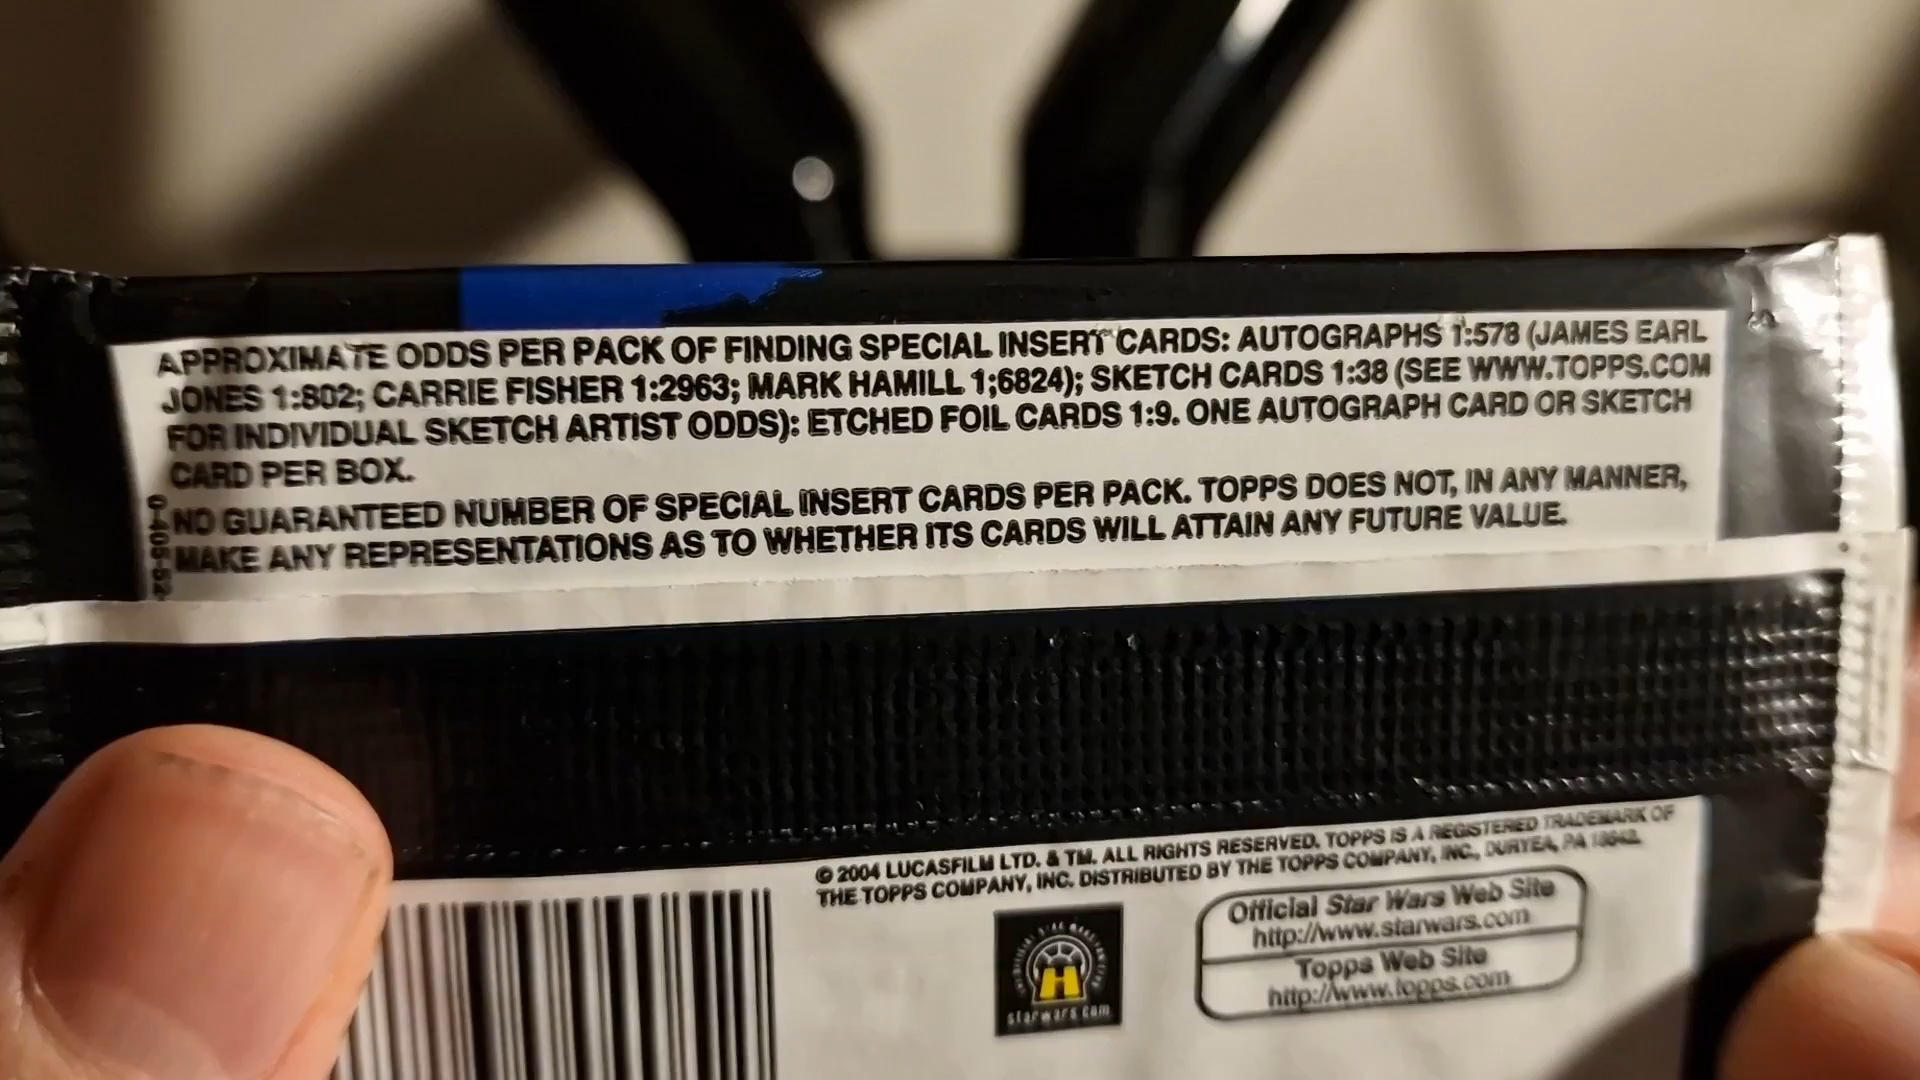 APPROXIMATE ODDS PER PACK OF FINDING SPECIAL INSERT CARDS: AUTOGRAPHS 1:578 (JAMES EARL
JONES 1:802; CARRIE FISHER 1:2963; MARK HAMILL 1;6824); SKETCH CARDS 1:38 (SEE WWW.TOPPS.COM
FOR INDIVIDUAL SKETCH ARTIST ODDS): ETCHED FOIL CARDS 1:9. ONE AUTOGRAPH CARD OR SKETCH
CARD PER BOX.
NO GUARANTEED NUMBER OF SPECIAL INSERT CARDS PER PACK. TOPPS DOES NOT, IN ANY MANNER,
MAKE ANY REPRESENTATIONS AS TO WHETHER ITS CARDS WILL ATTAIN ANY FUTURE VALUE.
0-405-52-
© 2004 LUCASFILM LTD. & TM. ALL RIGHTS RESERVED. TOPPS IS A REGISTERED TRADEMARK OF
THE TOPPS COMPANY, INC. DISTRIBUTED BY THE TOPPS COMPANY, INC., DURYEA, PA 18642.
H
starwars.com
Official Star Wars Web Site
http://www.starwars.com
Topps Web Site
http://www.topps.com